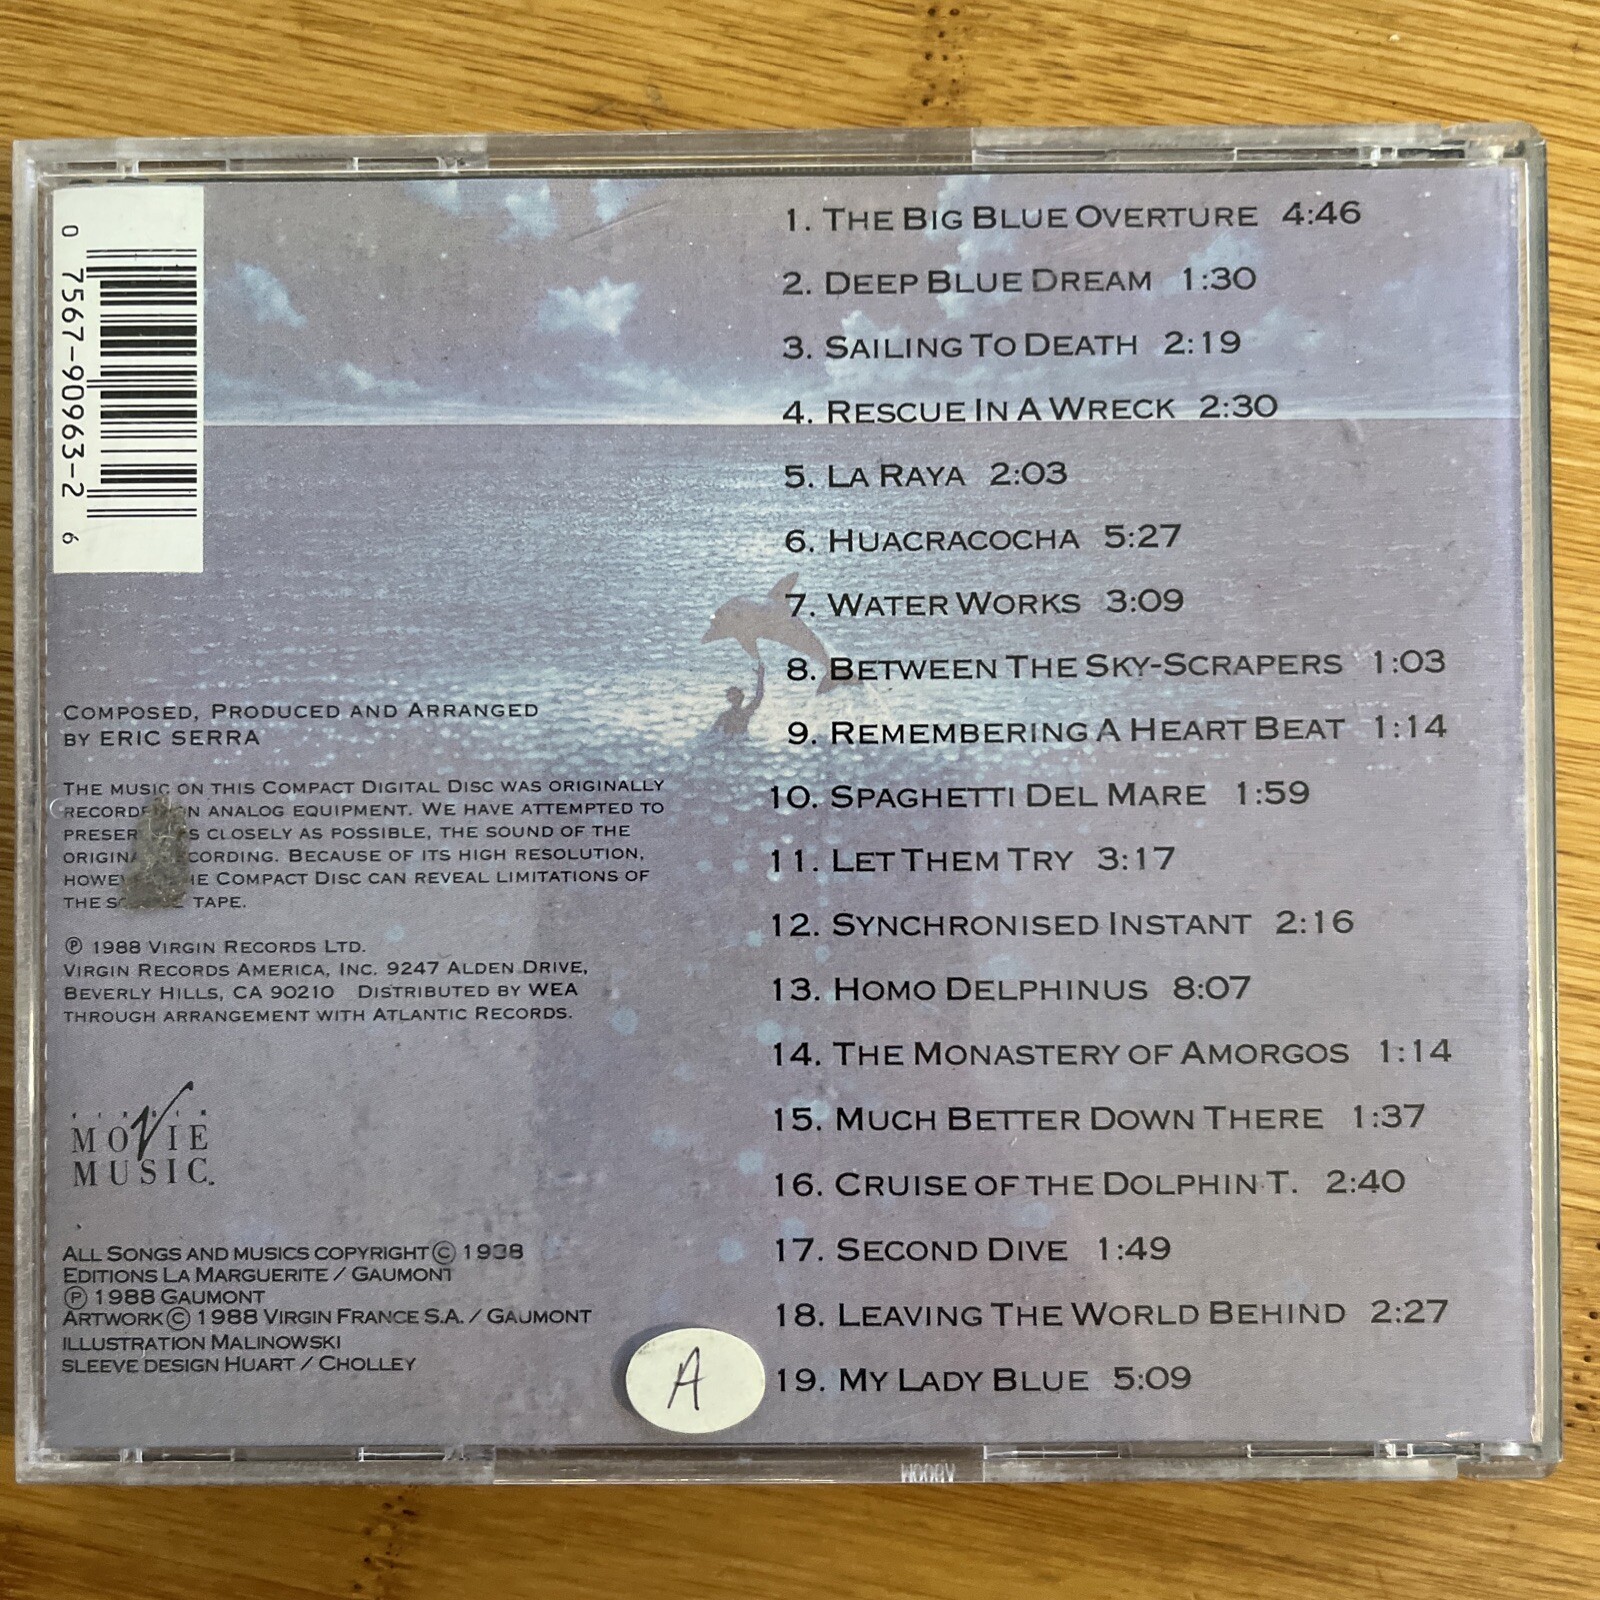 0 7567-90963-2 6
1. THE BIG BLUE OVERTURE 4:46
2. DEEP BLUE DREAM 1:30
3. SAILING TO DEATH 2:19
4. RESCUE IN A WRECK 2:30
5. LA RAYA 2:03
6. HUACRACOCHA 5:27
7. WATER WORKS 3:09
8. BETWEEN THE SKY-SCRAPERS 1:03
9. REMEMBERING A HEART BEAT 1:14
10. SPAGHETTI DEL MARE 1:59
11. LET THEM TRY 3:17
12. SYNCHRONISED INSTANT 2:16
13. HOMO DELPHINUS 8:07
14. THE MONASTERY OF AMORGOS 1:14
15. MUCH BETTER DOWN THERE 1:37
16. CRUISE OF THE DOLPHIN T. 2:40
17. SECOND DIVE 1:49
18. LEAVING THE WORLD BEHIND 2:27
19. MY LADY BLUE 5:09
COMPOSED, PRODUCED AND ARRANGED
BY ERIC SERRA
THE MUSIC ON THIS COMPACT DIGITAL DISC WAS ORIGINALLY
ON ANALOG EQUIPMENT. WE HAVE ATTEMPTED TO
CLOSELY AS POSSIBLE, THE SOUND OF THE
BECAUSE OF ITS HIGH RESOLUTION,
COMPACT DISC CAN REVEAL LIMITATIONS OF
THE TAPE.
℗ 1988 VIRGIN RECORDS LTD.
VIRGIN RECORDS AMERICA, INC. 9247 ALDEN DRIVE,
BEVERLY HILLS, CA 90210 DISTRIBUTED BY WEA
THROUGH ARRANGEMENT WITH ATLANTIC RECORDS.
MOVIE
MUSIC.
ALL SONGS AND MUSICS COPYRIGHT © 1988
EDITIONS LA MARGUERITE / GAUMONT
℗ 1988 GAUMONT
ARTWORK © 1988 VIRGIN FRANCE S.A. / GAUMONT
ILLUSTRATION MALINOWSKI
SLEEVE DESIGN HUART / CHOLLEY
A